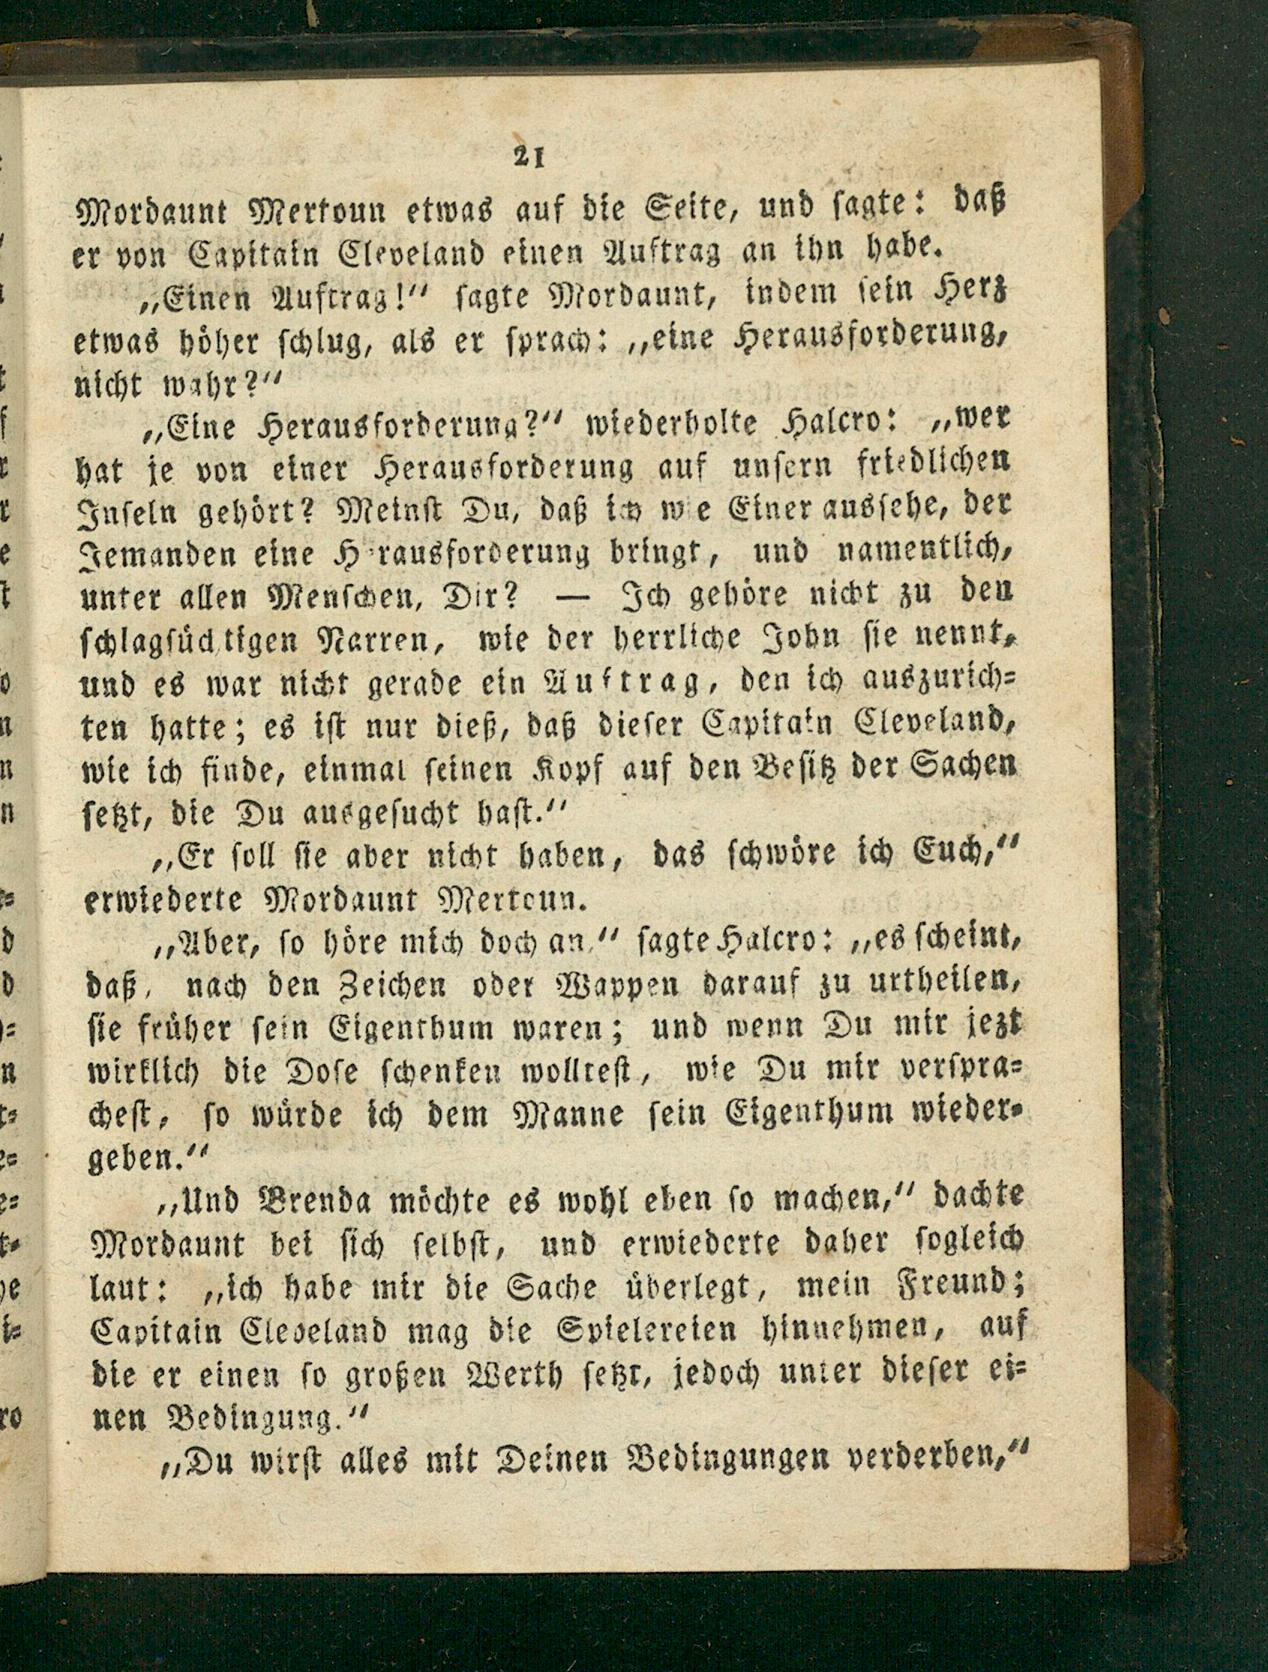 21
Mordaunt Mertoun etwas auf die Seite, und sagte: daß
er von Capitain Cleveland einen Auftrag an ihn habe.
„Einen Auftrag!“ sagte Mordaunt, indem sein Herz
etwas höher schlug, als er sprach: „eine Herausforderung,
nicht wahr?“
„Eine Herausforderung?“ wiederholte Halcro: „wer
hat je von einer Herausforderung auf unsern friedlichen
Inseln gehört? Meinst Du, daß ich wie Einer aussehe, der
Jemanden eine Herausforderung bringt, und namentlich,
unter allen Menschen, Dir? — Ich gehöre nicht zu den
schlagsüchtigen Narren, wie der herrliche John sie nennt,
und es war nicht gerade ein Auftrag, den ich auszurich=
ten hatte; es ist nur dieß, daß dieser Capitain Cleveland,
wie ich finde, einmal seinen Kopf auf den Besitz der Sachen
setzt, die Du ausgesucht hast.“
„Er soll sie aber nicht haben, das schwöre ich Euch,“
erwiederte Mordaunt Mertoun.
„Aber, so höre mich doch an,“ sagte Halcro: „es scheint,
daß, nach den Zeichen oder Wappen darauf zu urtheilen,
sie früher sein Eigenthum waren; und wenn Du mir jezt
wirklich die Dose schenken wolltest, wie Du mir verspra=
chest, so würde ich dem Manne sein Eigenthum wieder=
geben.“
„Und Brenda möchte es wohl eben so machen,“ dachte
Mordaunt bei sich selbst, und erwiederte daher sogleich
laut: „ich habe mir die Sache überlegt, mein Freund;
Capitain Cleveland mag die Spielereien hinnehmen, auf
die er einen so großen Werth setzt, jedoch unter dieser ei=
nen Bedingung.“
„Du wirst alles mit Deinen Bedingungen verderben,“